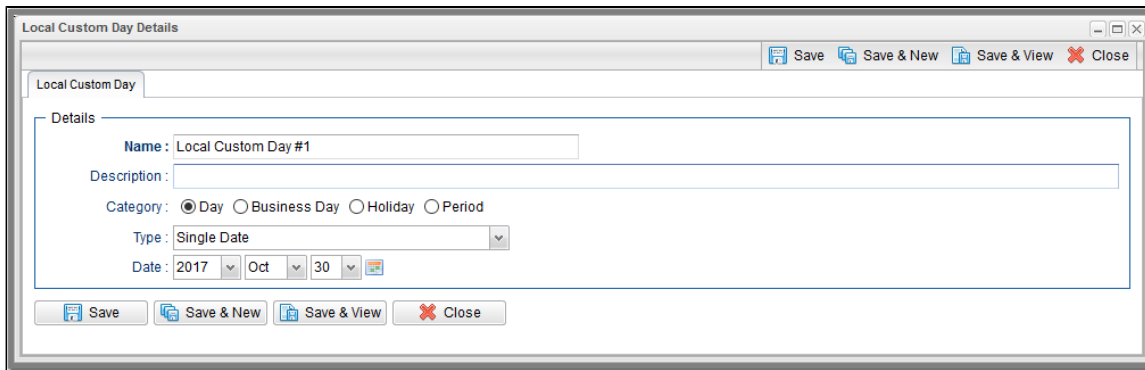 Local Custom Day Details
Save Save & New Save & View Close
Local Custom Day
Details
Name : Local Custom Day #1
Description :
Category : Day Business Day Holiday Period
Type : Single Date
Date : 2017 Oct 30
Save Save & New Save & View Close